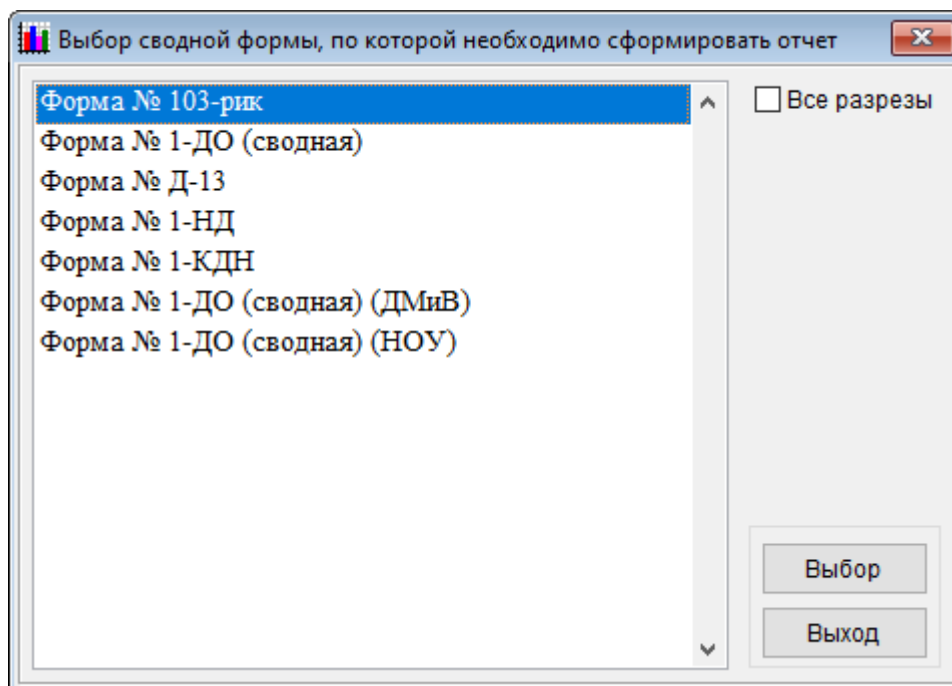 Выбор сводной формы, по которой необходимо сформировать отчет
Форма № 103-рик
Форма № 1-ДО (сводная)
Форма № Д-13
Форма № 1-НД
Форма № 1-КДН
Форма № 1-ДО (сводная) (ДМиВ)
Форма № 1-ДО (сводная) (НОУ)
Все разрезы
Выбор
Выход